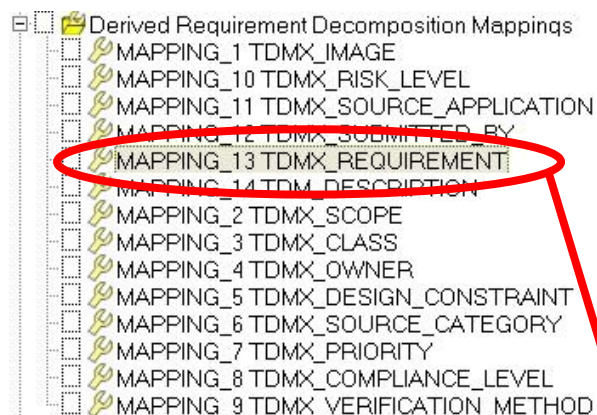 Derived Requirement Decomposition Mappings
MAPPING_1 TDMX_IMAGE
MAPPING_10 TDMX_RISK_LEVEL
MAPPING_11 TDMX_SOURCE_APPLICATION
MAPPING_12 TDMX_SUBMITTED_BY
MAPPING_13 TDMX_REQUIREMENT
MAPPING_14 TDM_DESCRIPTION
MAPPING_2 TDMX_SCOPE
MAPPING_3 TDMX_CLASS
MAPPING_4 TDMX_OWNER
MAPPING_5 TDMX_DESIGN_CONSTRAINT
MAPPING_6 TDMX_SOURCE_CATEGORY
MAPPING_7 TDMX_PRIORITY
MAPPING_8 TDMX_COMPLIANCE_LEVEL
MAPPING_9 TDMX_VERIFICATION_METHOD